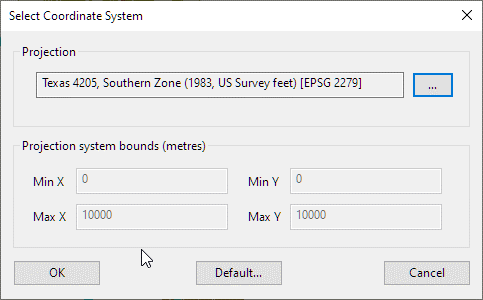 Select Coordinate System
Projection
Texas 4205, Southern Zone (1983, US Survey feet) [EPSG 2279]
...
Projection system bounds (metres)
Min X 0 Min Y 0
Max X 10000 Max Y 10000
OK Default... Cancel